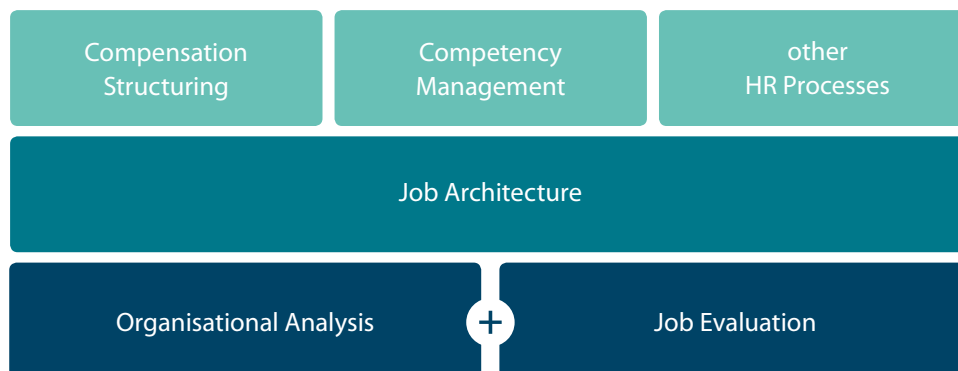 Compensation
Structuring
Competency
Management
other
HR Processes
Job Architecture
Organisational Analysis
+
Job Evaluation